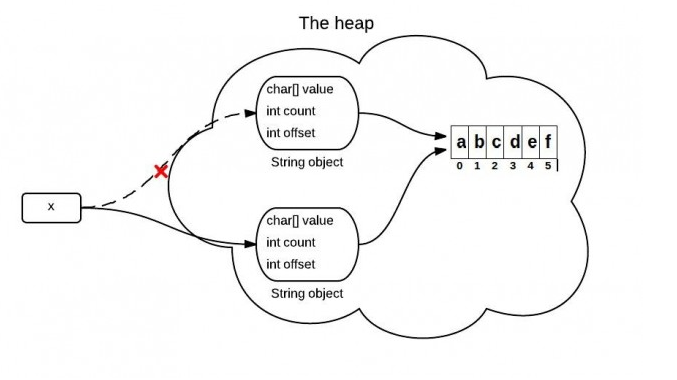 The heap
char[] value
int count
int offset
String object
x
a b c d e f
0 1 2 3 4 5
char[] value
int count
int offset
String object